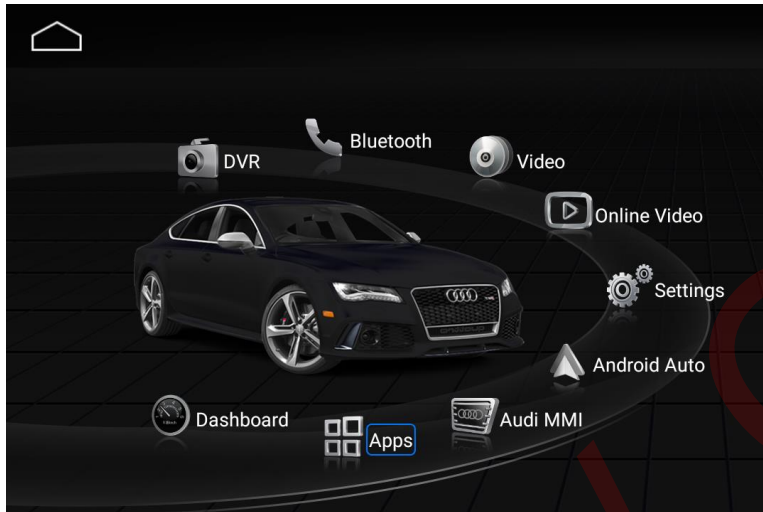 Bluetooth
DVR
Video
Online Video
Settings
Android Auto
Dashboard
Audi MMI
Apps